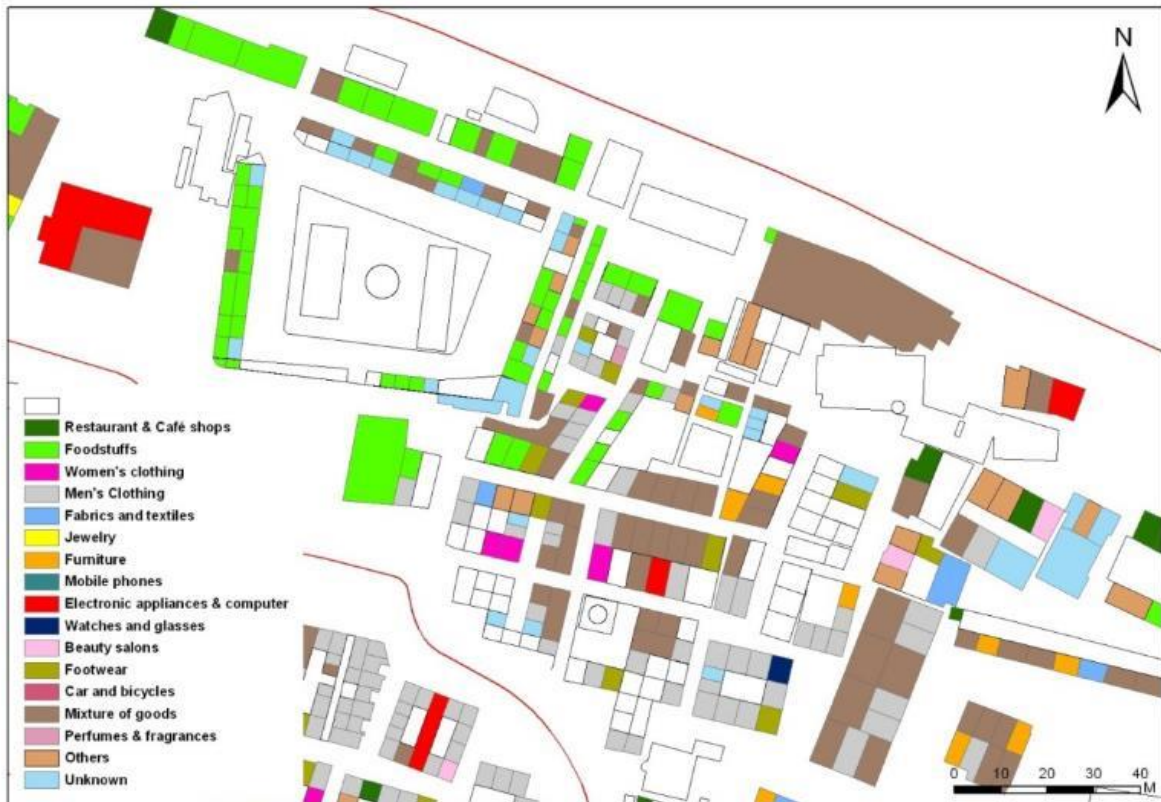 N
Restaurant & Café shops
Foodstuffs
Women's clothing
Men's Clothing
Fabrics and textiles
Jewelry
Furniture
Mobile phones
Electronic appliances & computer
Watches and glasses
Beauty salons
Footwear
Car and bicycles
Mixture of goods
Perfumes & fragrances
Others
Unknown
0 10 20 30 40
M